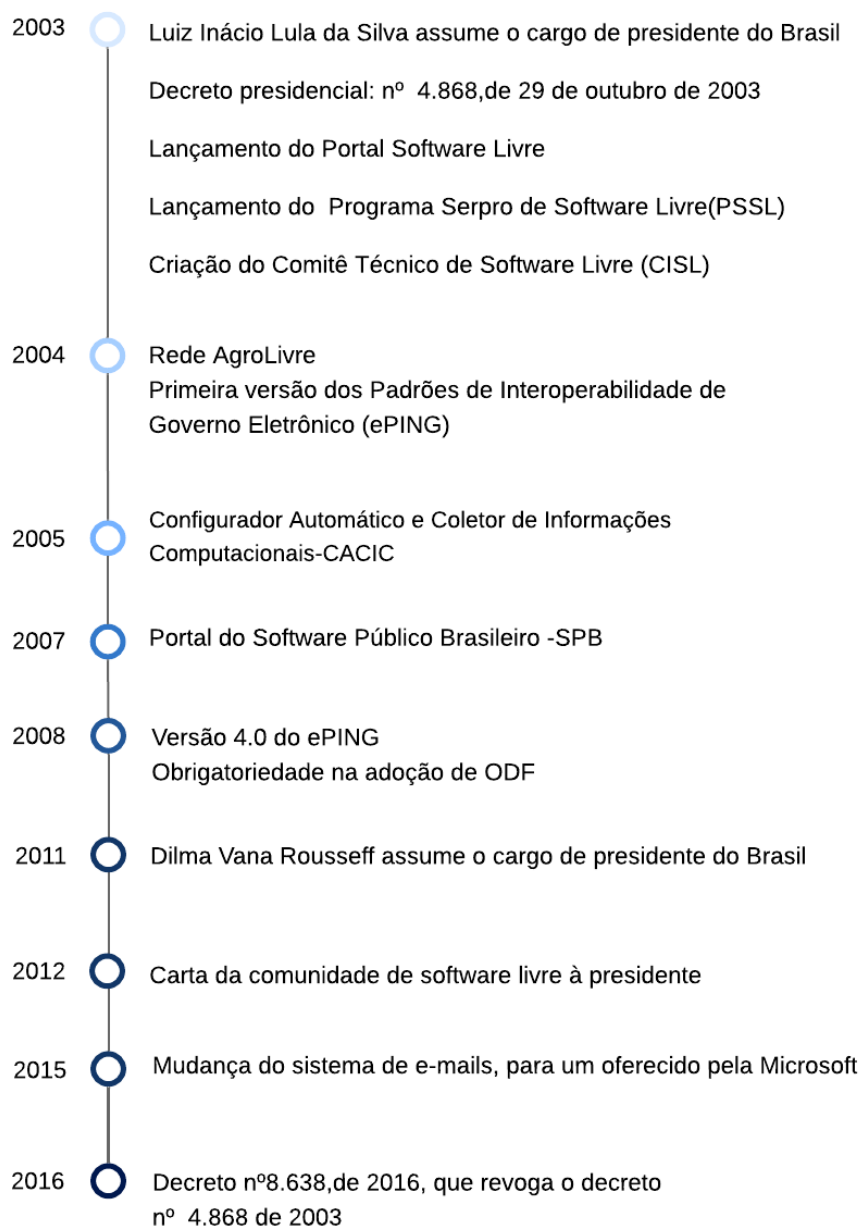 2003
Luiz Inácio Lula da Silva assume o cargo de presidente do Brasil
Decreto presidencial: nº  4.868,de 29 de outubro de 2003
Lançamento do Portal Software Livre
Lançamento do  Programa Serpro de Software Livre(PSSL)
Criação do Comitê Técnico de Software Livre (CISL)
2004
Rede AgroLivre
Primeira versão dos Padrões de Interoperabilidade de
Governo Eletrônico (ePING)
2005
Configurador Automático e Coletor de Informações
Computacionais-CACIC
2007
Portal do Software Público Brasileiro -SPB
2008
Versão 4.0 do ePING
Obrigatoriedade na adoção de ODF
2011
Dilma Vana Rousseff assume o cargo de presidente do Brasil
2012
Carta da comunidade de software livre à presidente
2015
Mudança do sistema de e-mails, para um oferecido pela Microsoft
2016
Decreto nº8.638,de 2016, que revoga o decreto
nº  4.868 de 2003